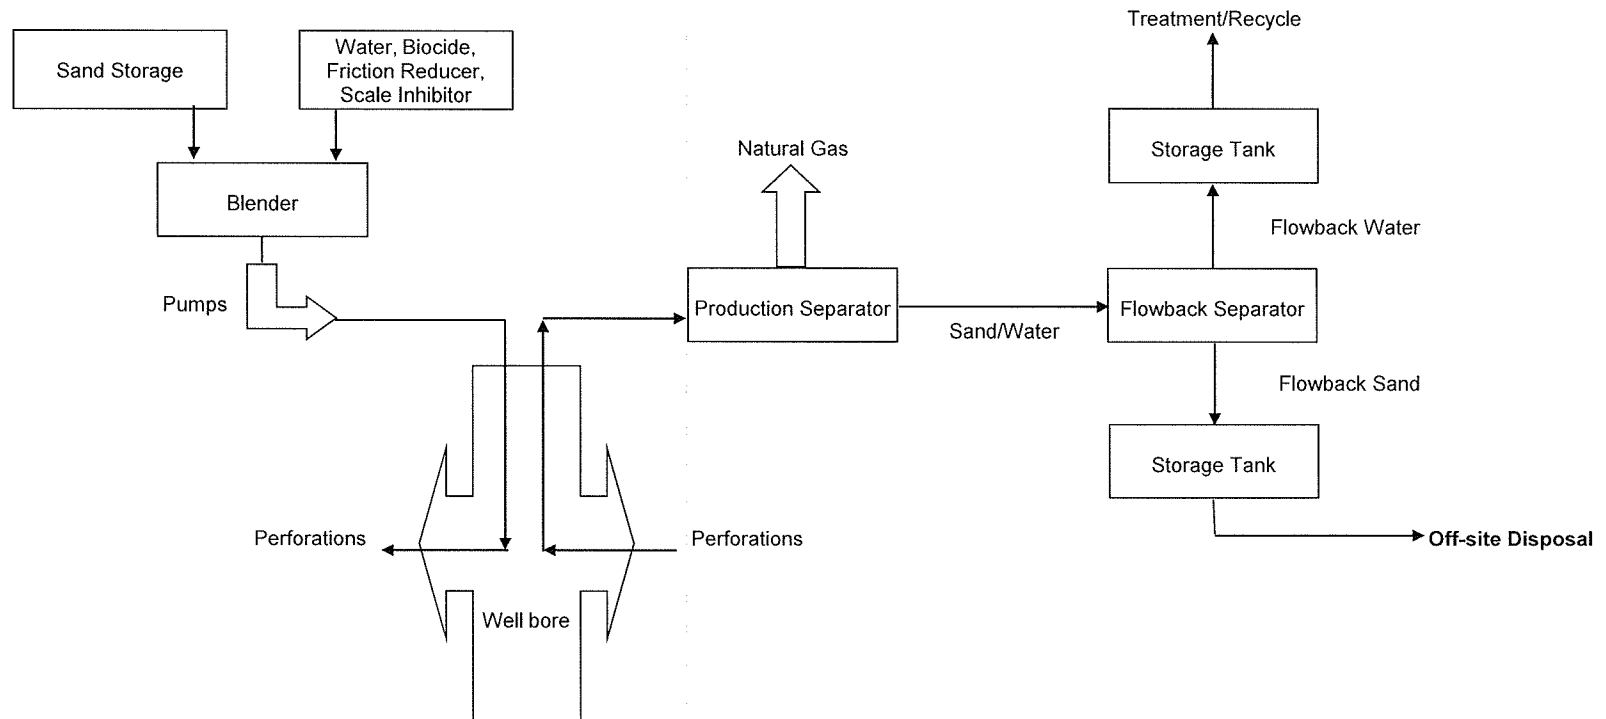 Treatment/Recycle
Sand Storage
Water, Biocide,
Friction Reducer,
Scale Inhibitor
Storage Tank
Natural Gas
Blender
Flowback Water
Pumps
Production Separator
Flowback Separator
Sand/Water
Flowback Sand
Storage Tank
Perforations
Perforations
Off-site Disposal
Well bore